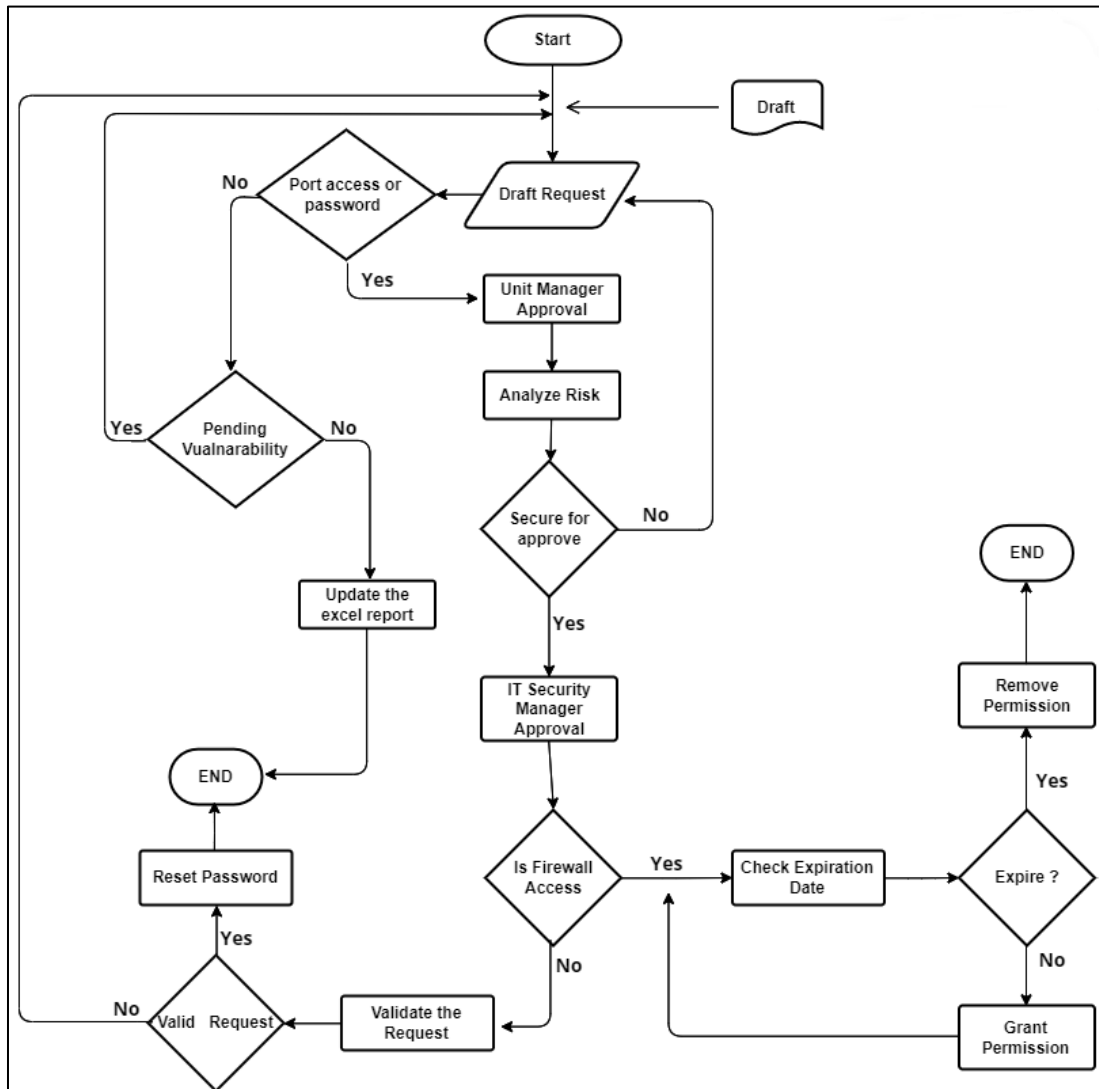 Start
Draft
Draft Request
Port access or
password
No
Yes
Unit Manager
Approval
Analyze Risk
Pending
Vualnarability
Yes
No
Secure for
approve
No
Yes
Update the
excel report
END
IT Security
Manager
Approval
Remove
Permission
END
Yes
Reset Password
Is Firewall
Access
Yes
Check Expiration
Date
Expire ?
Yes
No
No
No
Valid Request
Validate the
Request
Grant
Permission